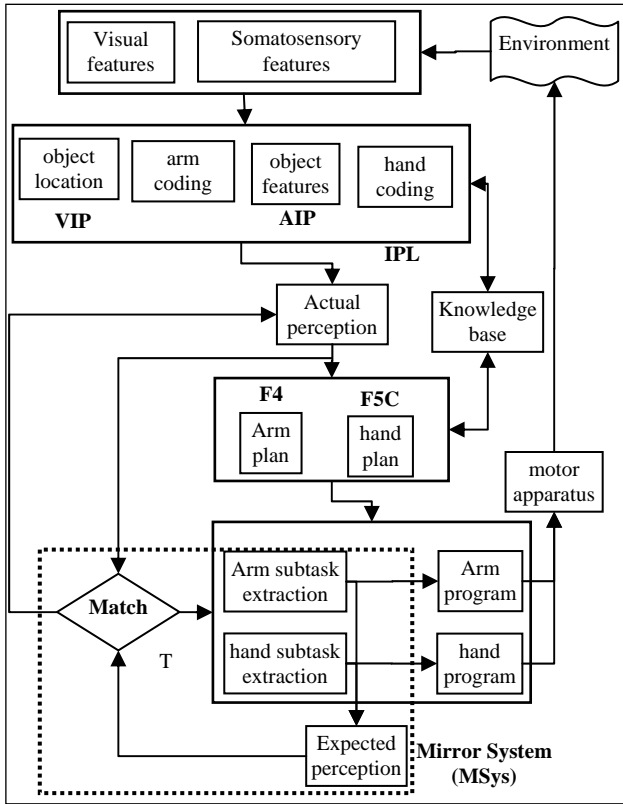 Visual
features
Somatosensory
features
Environment
object
location
arm
coding
object
features
hand
coding
VIP
AIP
IPL
Actual
perception
Knowledge
base
F4
F5C
Arm
plan
hand
plan
motor
apparatus
Match
T
Arm subtask
extraction
Arm
program
hand subtask
extraction
hand
program
Expected
perception
Mirror System
(MSys)